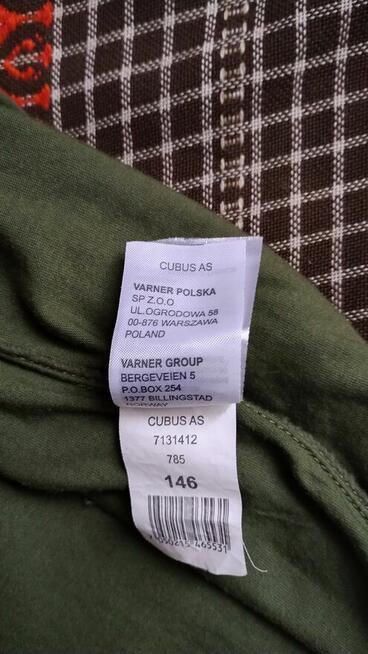 CUBUS AS
VARNER POLSKA
SP Z.O.O
UL.OGRODOWA 58
00-876 WARSZAWA
POLAND
VARNER GROUP
BERGEVEIEN 5
P.O.BOX 254
1377 BILLINGSTAD
NORWAY
CUBUS AS
7131412
785
146